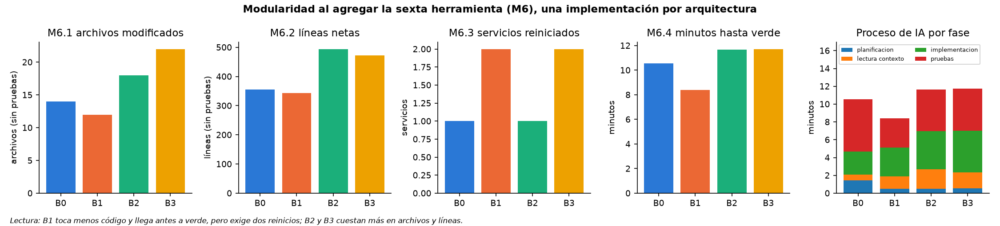 Modularidad al agregar la sexta herramienta (M6), una implementación por arquitectura
M6.1 archivos modificados
archivos (sin pruebas)
20
15
10
5
0
B0 B1 B2 B3
M6.2 líneas netas
líneas (sin pruebas)
500
400
300
200
100
0
B0 B1 B2 B3
M6.3 servicios reiniciados
servicios
2.00
1.75
1.50
1.25
1.00
0.75
0.50
0.25
0.00
B0 B1 B2 B3
M6.4 minutos hasta verde
minutos
12
10
8
6
4
2
0
B0 B1 B2 B3
Proceso de IA por fase
planificacion
lectura contexto
implementacion
pruebas
minutos
16
14
12
10
8
6
4
2
0
B0 B1 B2 B3
Lectura: B1 toca menos código y llega antes a verde, pero exige dos reinicios; B2 y B3 cuestan más en archivos y líneas.